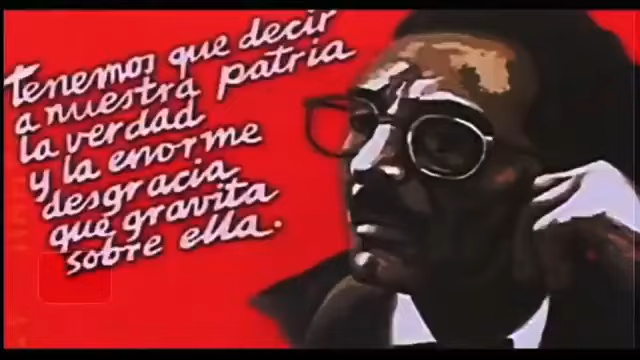 Tenemos que decir
a nuestra patria
la verdad
y la enorme
desgracia
que gravita
sobre ella.